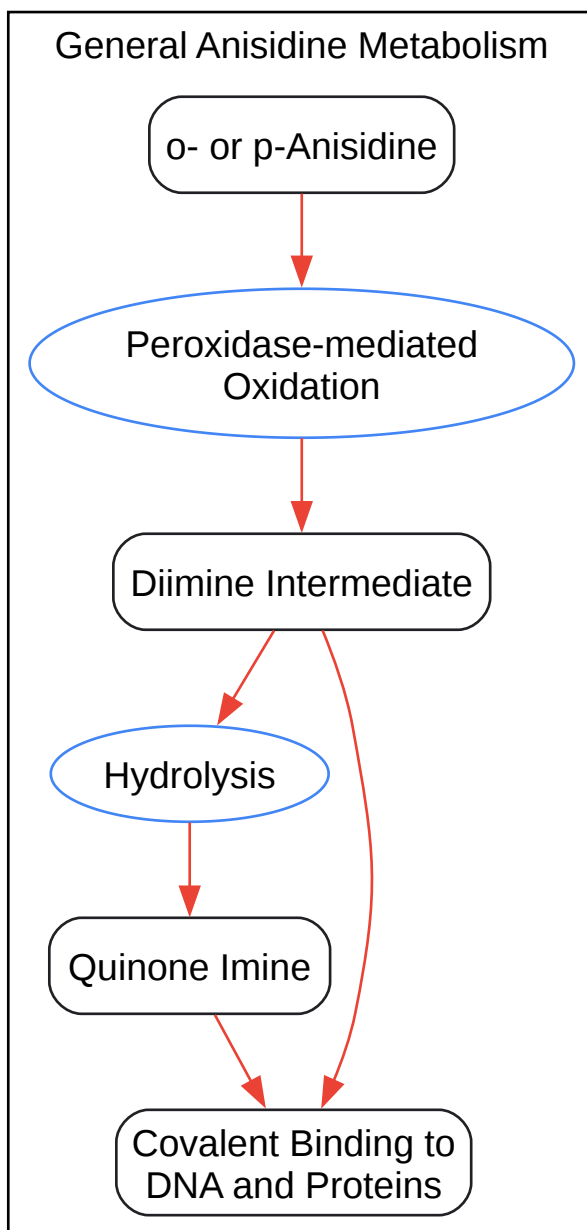 General Anisidine Metabolism
o- or p-Anisidine
Peroxidase-mediated
Oxidation
Diimine Intermediate
Hydrolysis
Quinone Imine
Covalent Binding to
DNA and Proteins